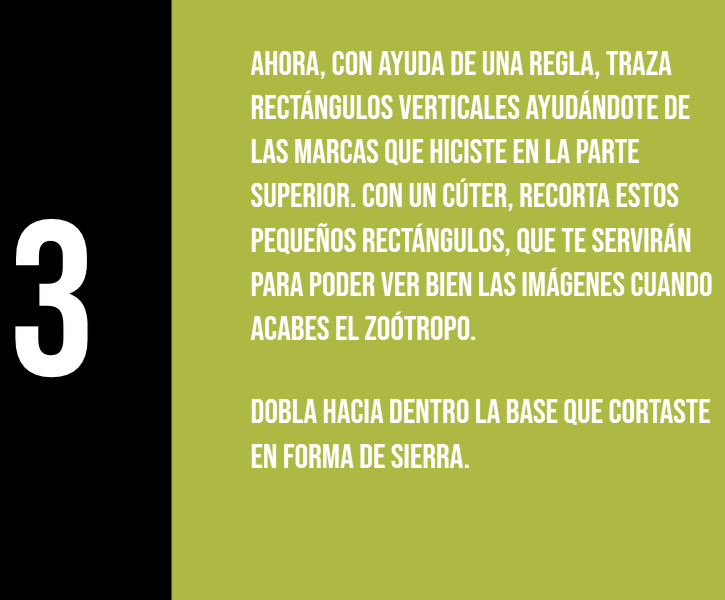 3
AHORA, CON AYUDA DE UNA REGLA, TRAZA
RECTÁNGULOS VERTICALES AYUDÁNDOTE DE
LAS MARCAS QUE HICISTE EN LA PARTE
SUPERIOR. CON UN CÚTER, RECORTA ESTOS
PEQUEÑOS RECTÁNGULOS, QUE TE SERVIRÁN
PARA PODER VER BIEN LAS IMÁGENES CUANDO
ACABES EL ZOÓTROPO.
DOBLA HACIA DENTRO LA BASE QUE CORTASTE
EN FORMA DE SIERRA.